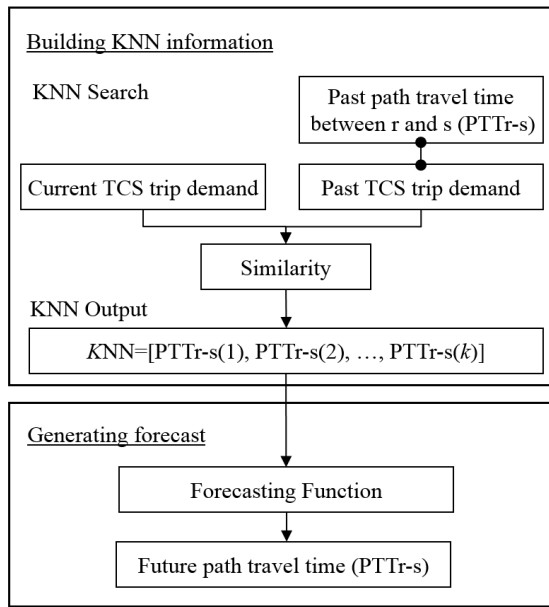 Building KNN information
KNN Search
Past path travel time
between r and s (PTTr-s)
Current TCS trip demand
Past TCS trip demand
Similarity
KNN Output
KNN=[PTTr-s(1), PTTr-s(2), …, PTTr-s(k)]
Generating forecast
Forecasting Function
Future path travel time (PTTr-s)